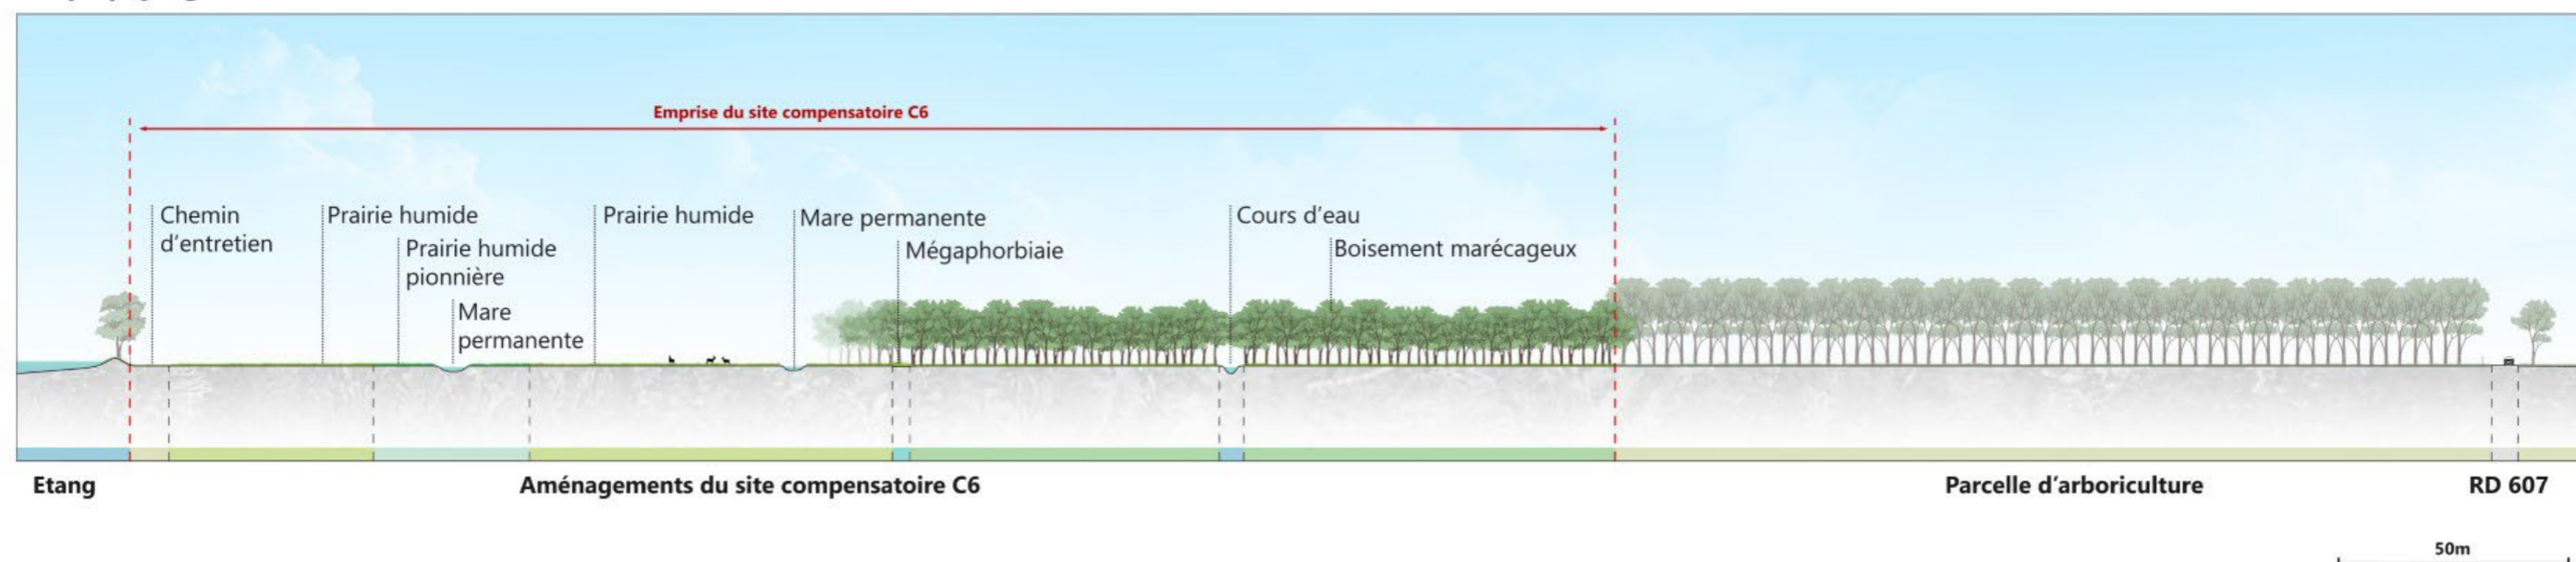 Emprise du site compensatoire C6
Chemin
d'entretien
Prairie humide
Prairie humide
pionnière
Mare
permanente
Prairie humide
Mare permanente
Mégaphorbiaie
Cours d'eau
Boisement marécageux
Etang
Aménagements du site compensatoire C6
Parcelle d'arboriculture
RD 607
50m